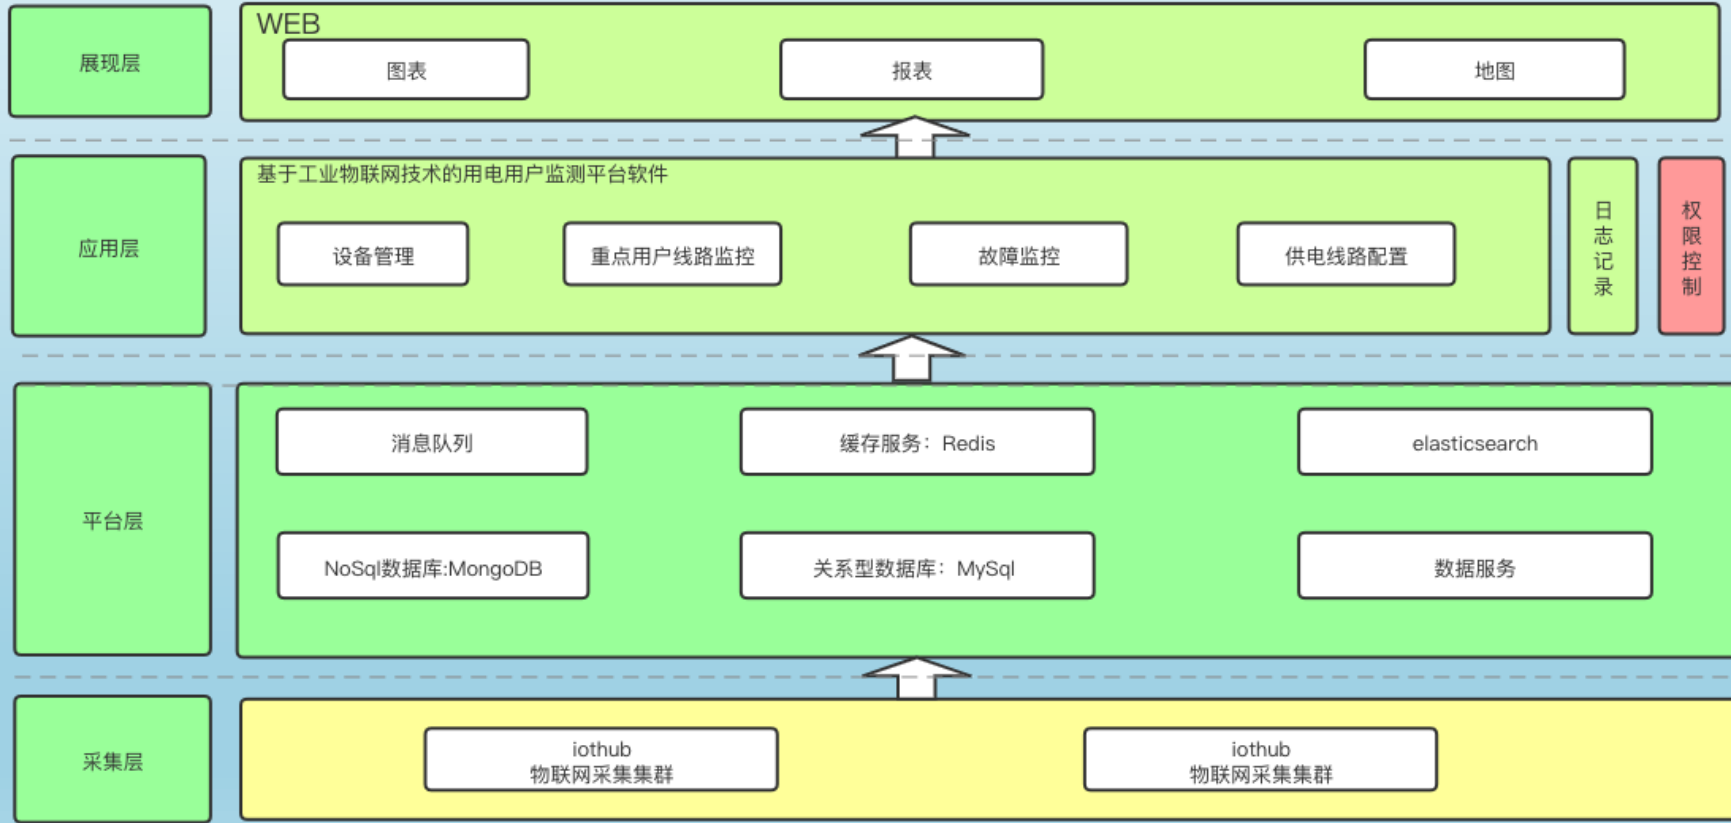 展现层
WEB
图表
报表
地图
应用层
基于工业物联网技术的用电用户监测平台软件
设备管理
重点用户线路监控
故障监控
供电线路配置
日
志
记
录
权
限
控
制
平台层
消息队列
缓存服务：Redis
elasticsearch
NoSql数据库:MongoDB
关系型数据库：MySql
数据服务
采集层
iothub
物联网采集集群
iothub
物联网采集集群